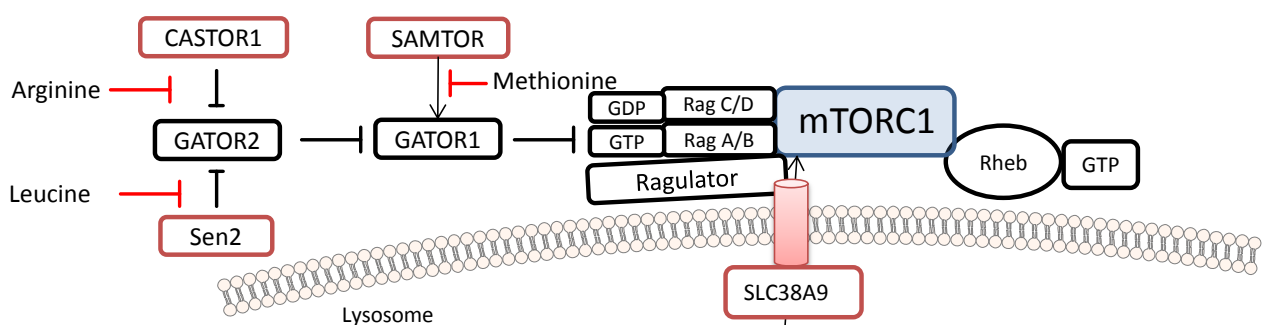 CASTOR1
SAMTOR
Arginine
Methionine
GDP
Rag C/D
mTORC1
GATOR2
GATOR1
GTP
Rag A/B
Rheb
GTP
Ragulator
Leucine
Sen2
SLC38A9
Lysosome